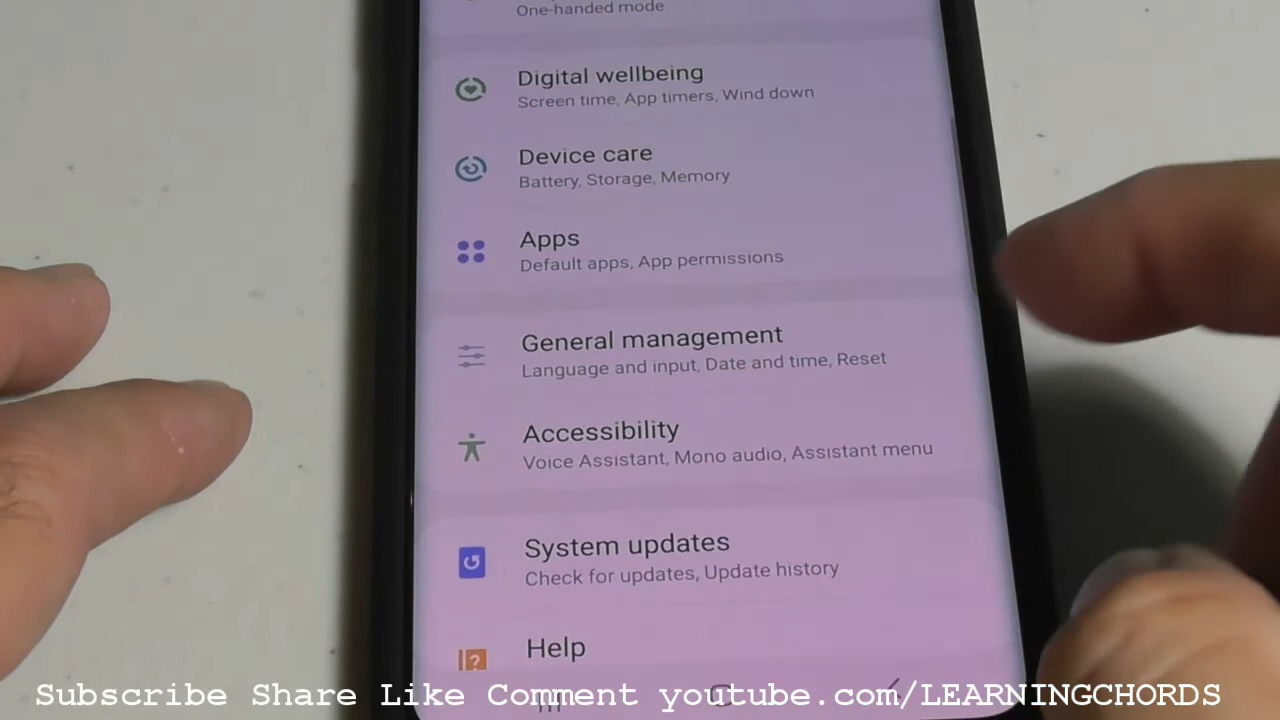 One-handed mode
Digital wellbeing
Screen time, App timers, Wind down
Device care
Battery, Storage, Memory
Apps
Default apps, App permissions
General management
Language and input, Date and time, Reset
Accessibility
Voice Assistant, Mono audio, Assistant menu
System updates
Check for updates, Update history
Help
Subscribe Share Like Comment youtube.com/LEARNINGCHORDS